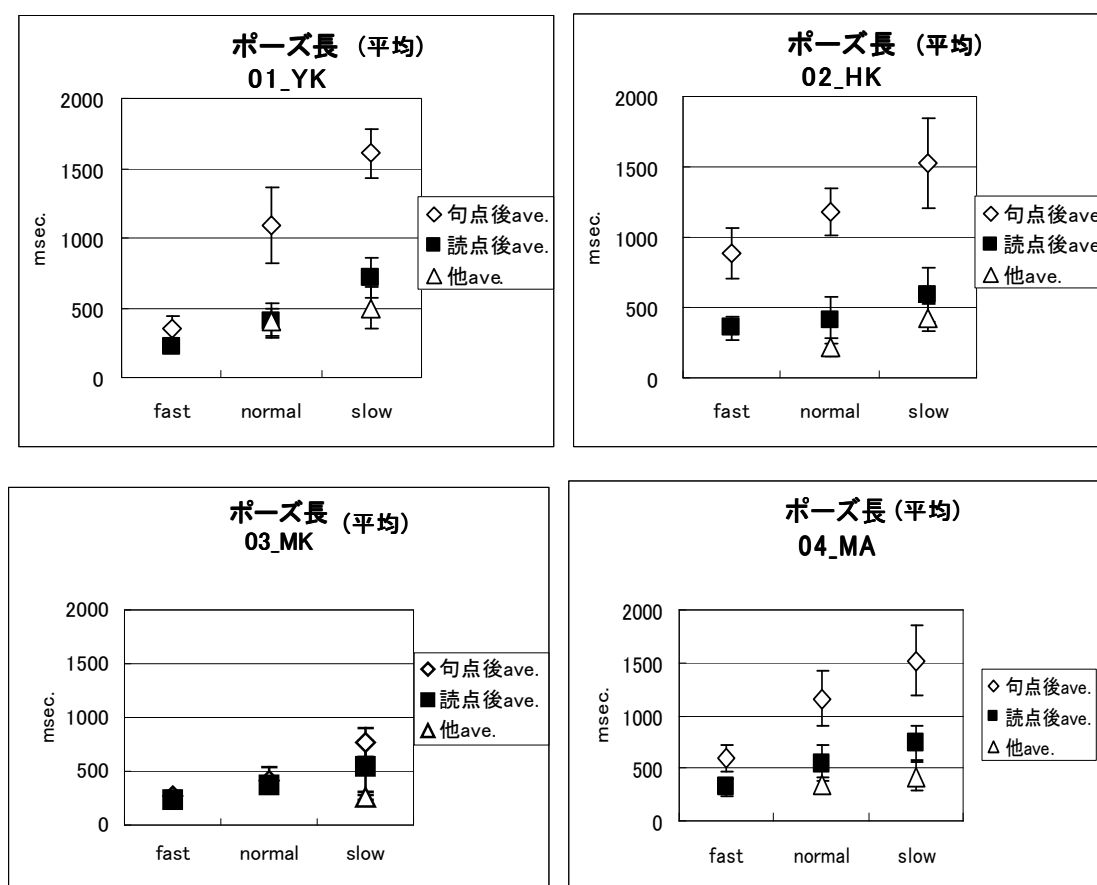 ポーズ長 (平均)
01_YK
2000
1500
1000
500
0
msec.
fast normal slow
◇ 句点後ave.
■ 読点後ave.
△ 他ave.
ポーズ長 (平均)
02_HK
2000
1500
1000
500
0
msec.
fast normal slow
◇ 句点後ave
■ 読点後ave.
△ 他ave.
ポーズ長 (平均)
03_MK
2000
1500
1000
500
0
msec.
fast normal slow
◇ 句点後ave.
■ 読点後ave.
△ 他ave.
ポーズ長 (平均)
04_MA
2000
1500
1000
500
0
msec.
fast normal slow
◇ 句点後ave.
■ 読点後ave.
△ 他ave.